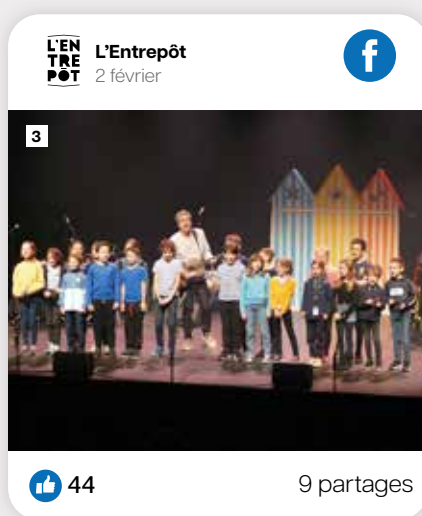 L'EN
TRE
PÔT
L'Entrepôt
2 février
f
3
44
9 partages